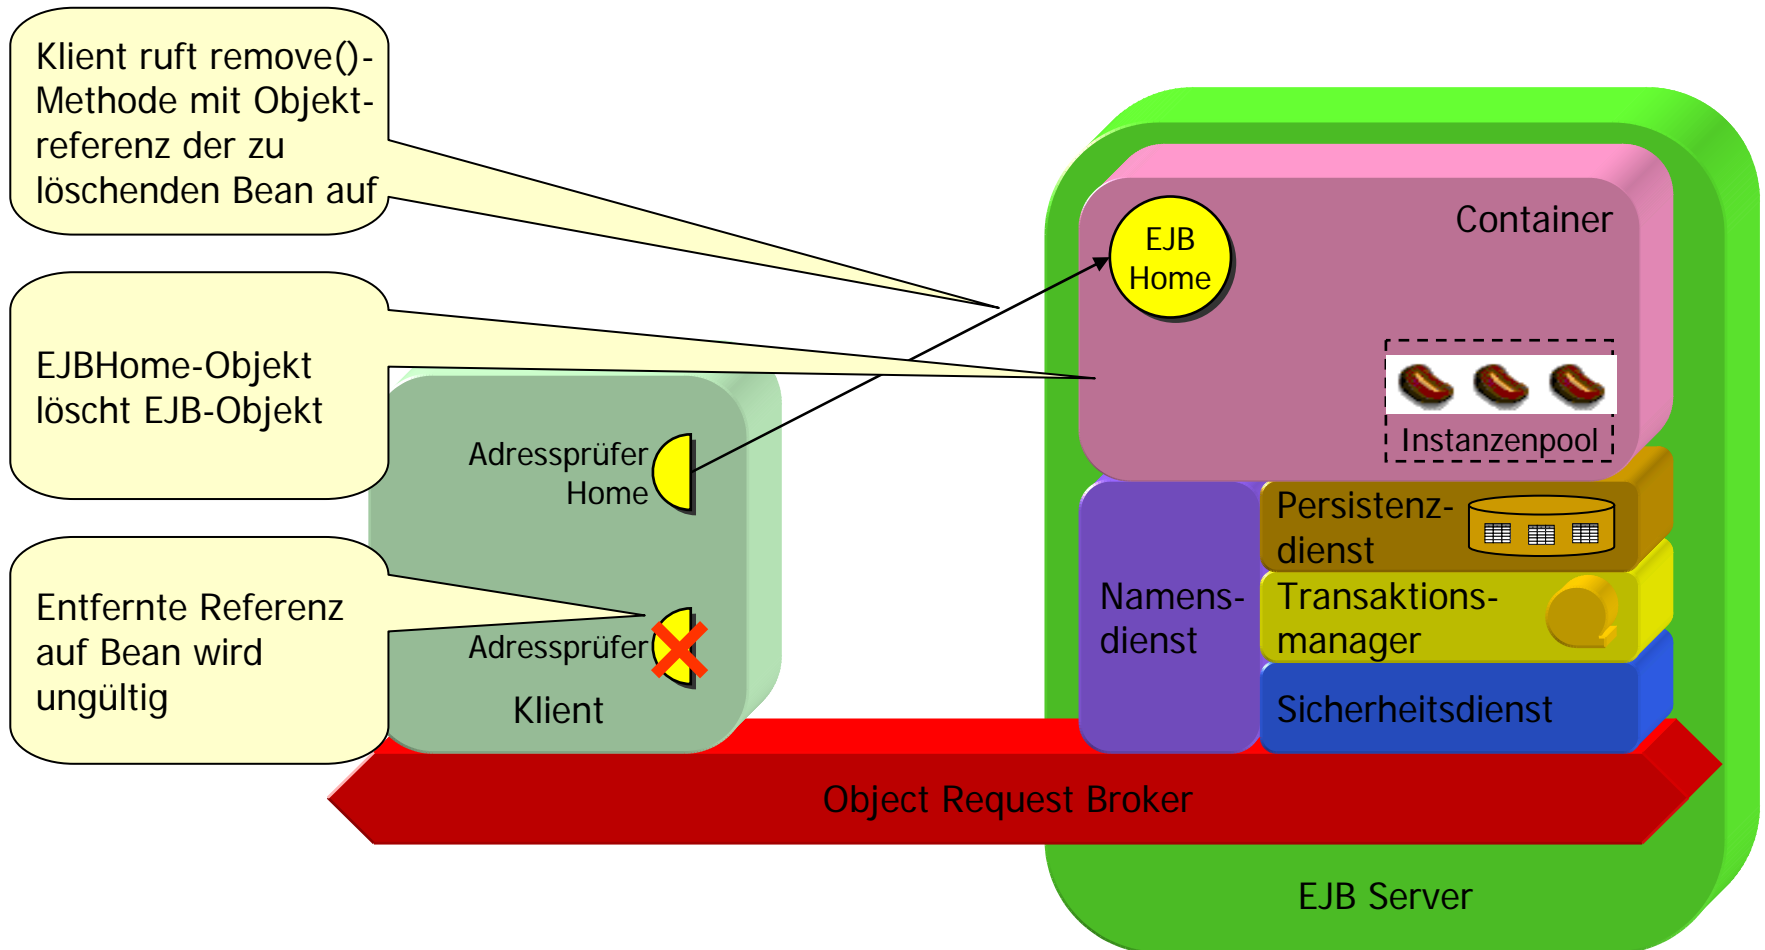 Klient ruft remove()-
Methode mit Objekt-
referenz der zu
löschenden Bean auf
EJBHome-Objekt
löscht EJB-Objekt
Entfernte Referenz
auf Bean wird
ungültig
Adressprüfer
Home
Adressprüfer
Klient
EJB
Home
Container
Instanzenpool
Namens-
dienst
Persistenz-
dienst
Transaktions-
manager
Sicherheitsdienst
Object Request Broker
EJB Server